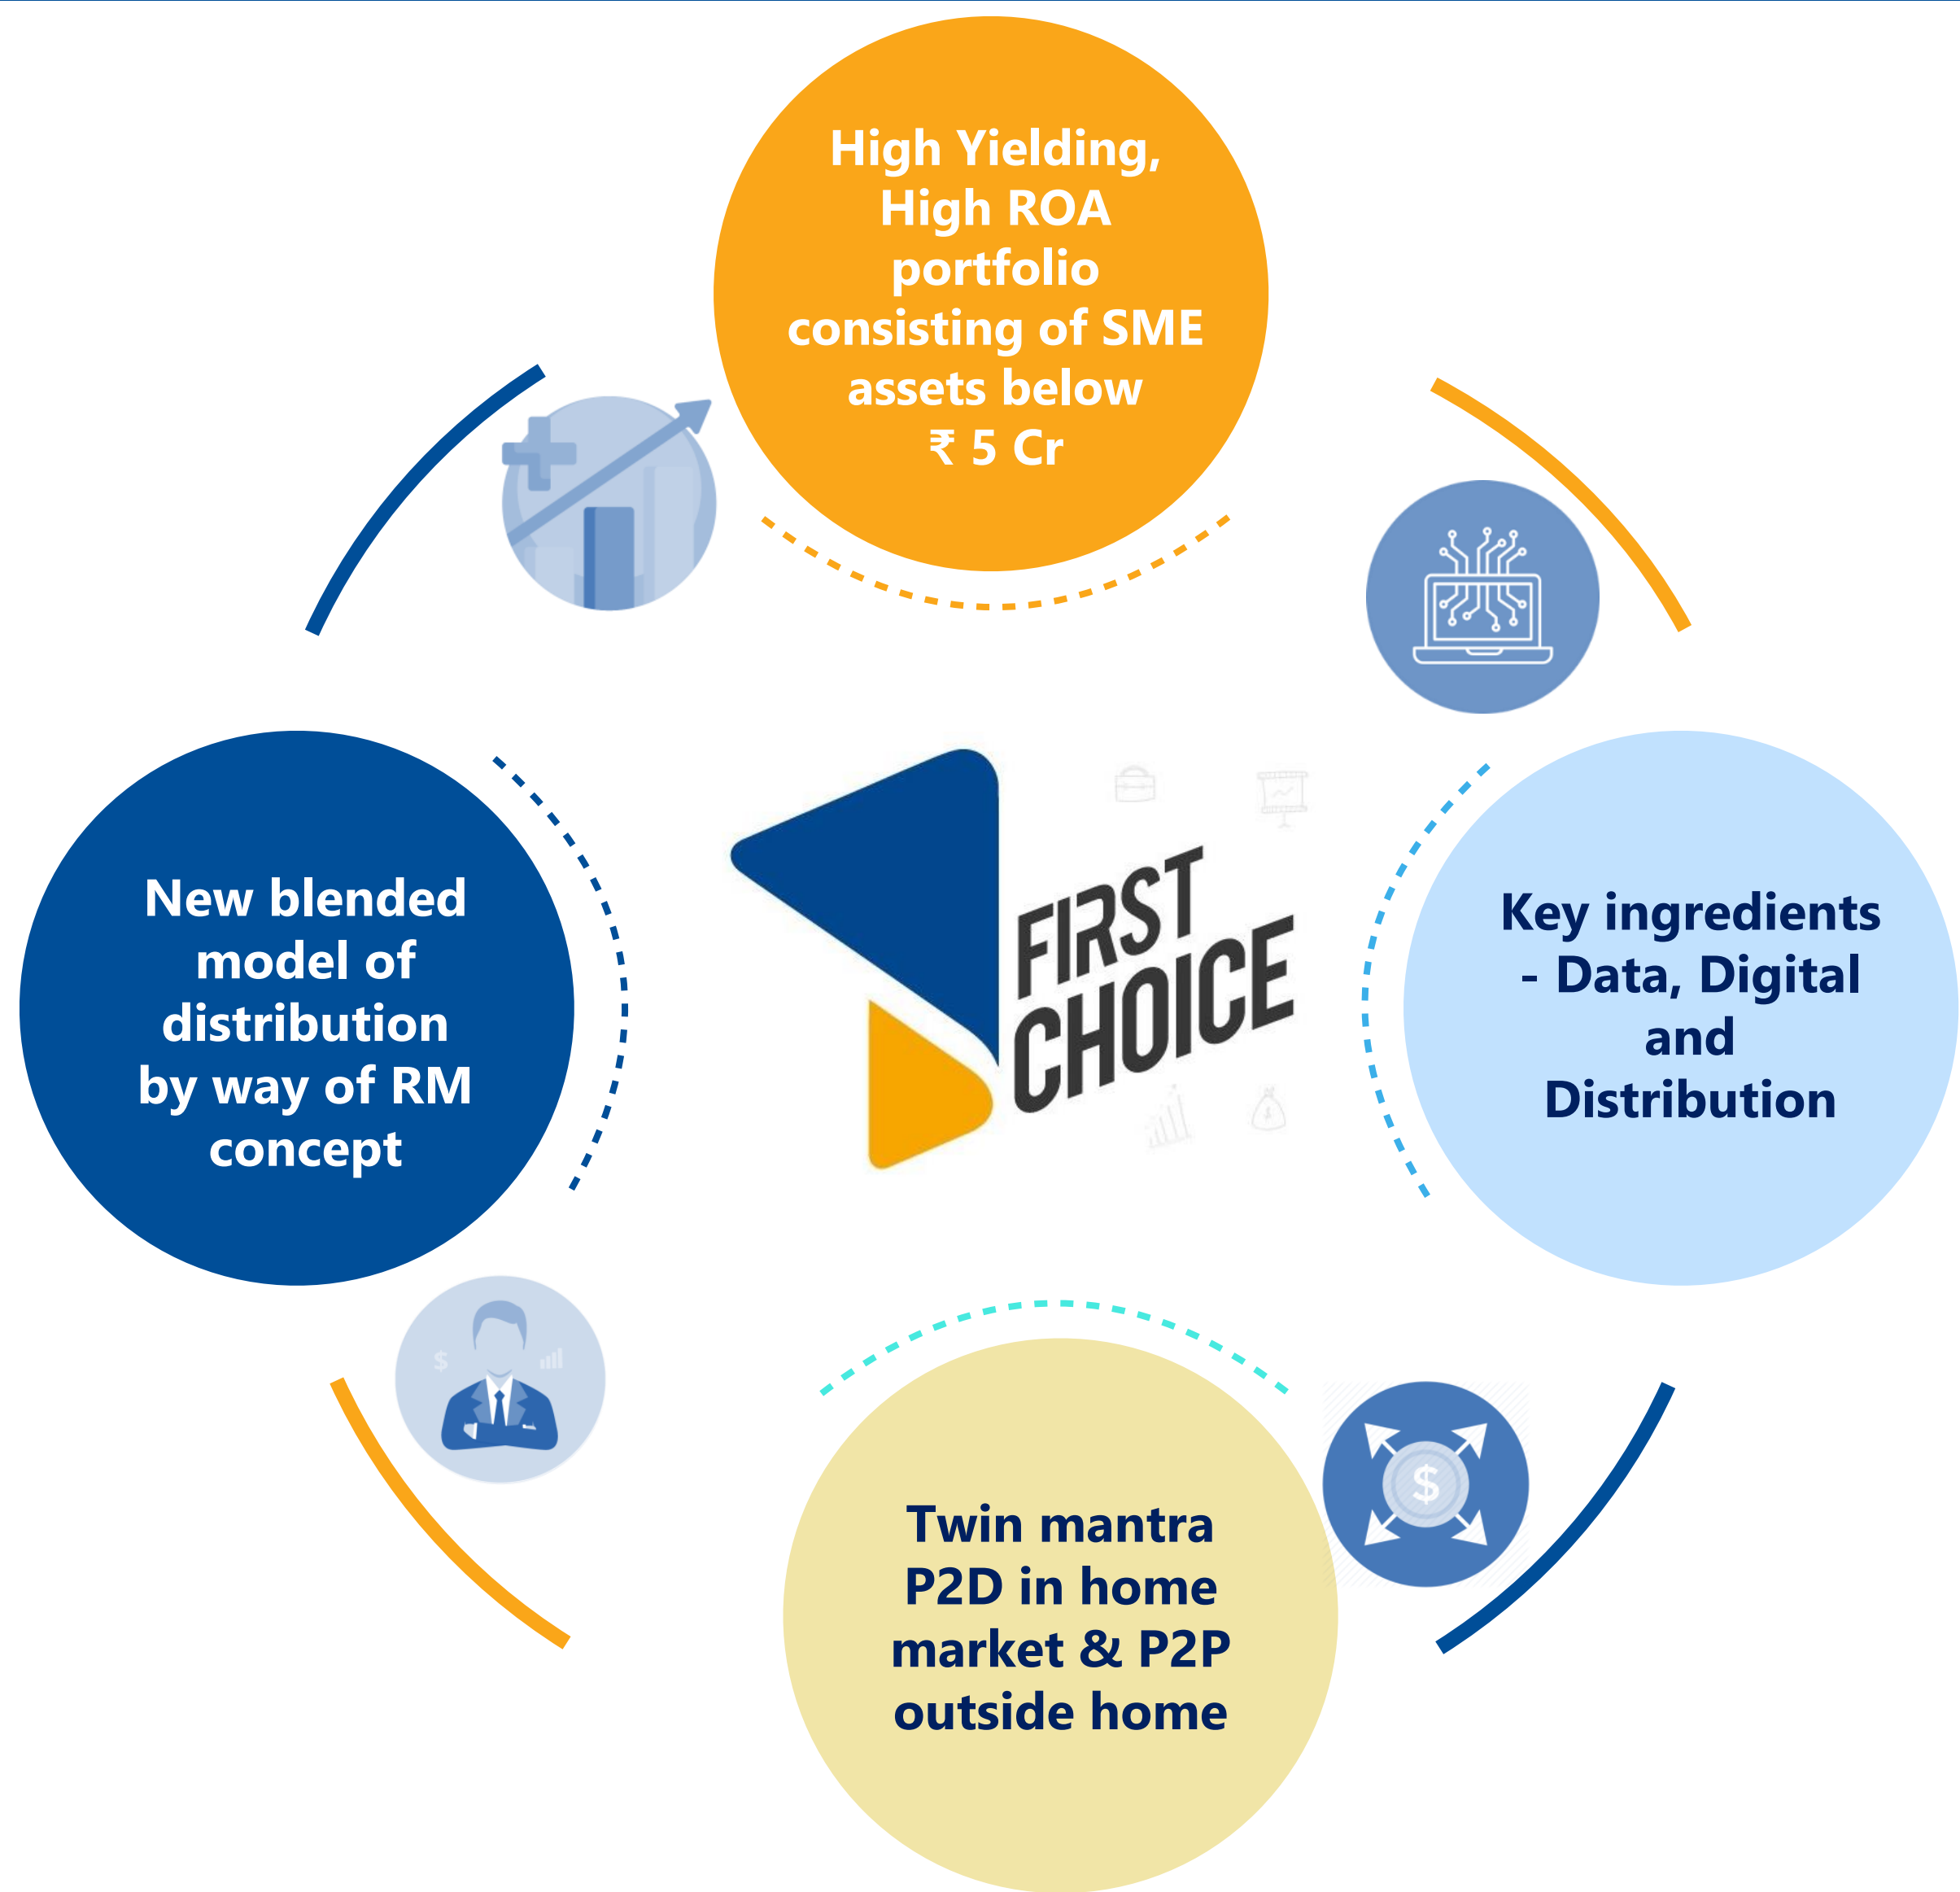 High Yielding,
High ROA
portfolio
consisting of SME
assets below
₹ 5 Cr
New blended
model of
distribution
by way of RM
concept
FIRST
CHOICE
Key ingredients
- Data, Digital
and
Distribution
$
$
Twin mantra
P2D in home
market & P2P
outside home